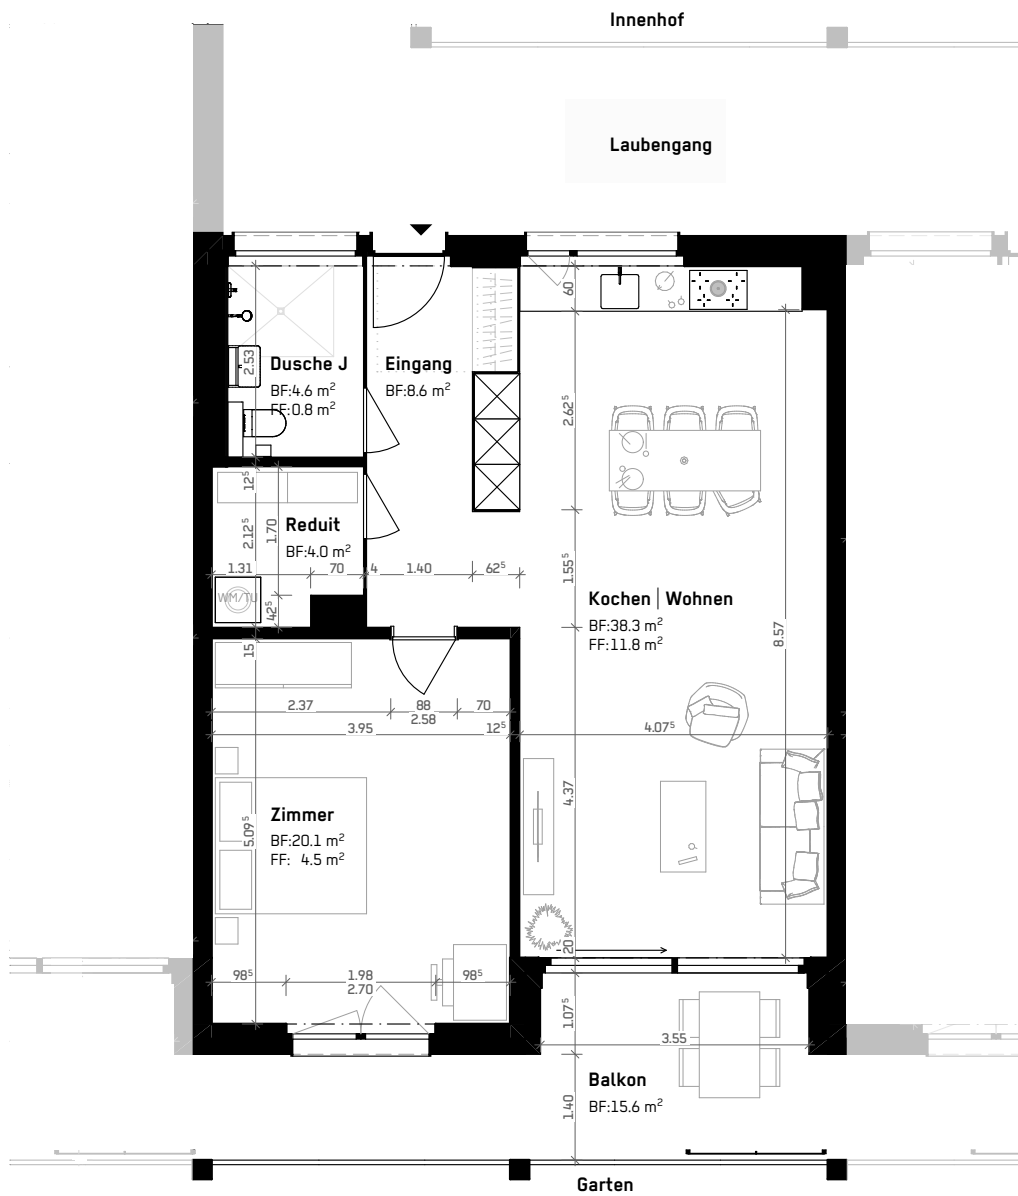 Innenhof
Laubengang
60
2.53
Dusche J
BF:4.6 m²
FF:0.8 m²
Eingang
BF:8.6 m²
2.62⁵
12⁵
2.12⁵
1.70
Reduit
BF:4.0 m²
1.31
70
4
1.40
62⁵
1.55⁵
WM/TU
42⁵
Kochen | Wohnen
BF:38.3 m²
FF:11.8 m²
8.57
15
2.37
88
70
2.58
3.95
12⁵
4.07⁵
4.37
5.09⁵
Zimmer
BF:20.1 m²
FF: 4.5 m²
20
98⁵
1.98
98⁵
2.70
1.07⁵
3.55
Balkon
BF:15.6 m²
1.40
Garten